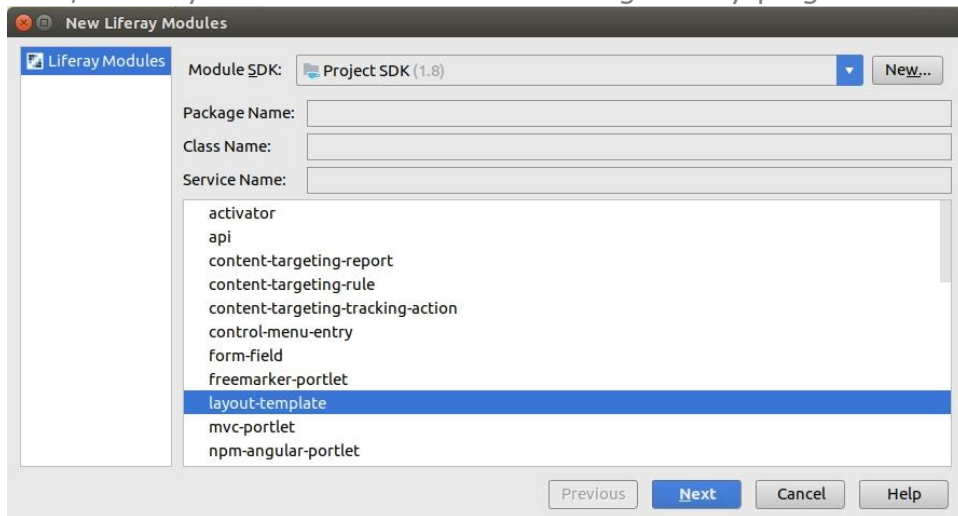 New Liferay Modules
Liferay Modules
Module SDK: Project SDK (1.8) New...
Package Name:
Class Name:
Service Name:
activator
api
content-targeting-report
content-targeting-rule
content-targeting-tracking-action
control-menu-entry
form-field
freemarker-portlet
layout-template
mvc-portlet
npm-angular-portlet
Previous Next Cancel Help